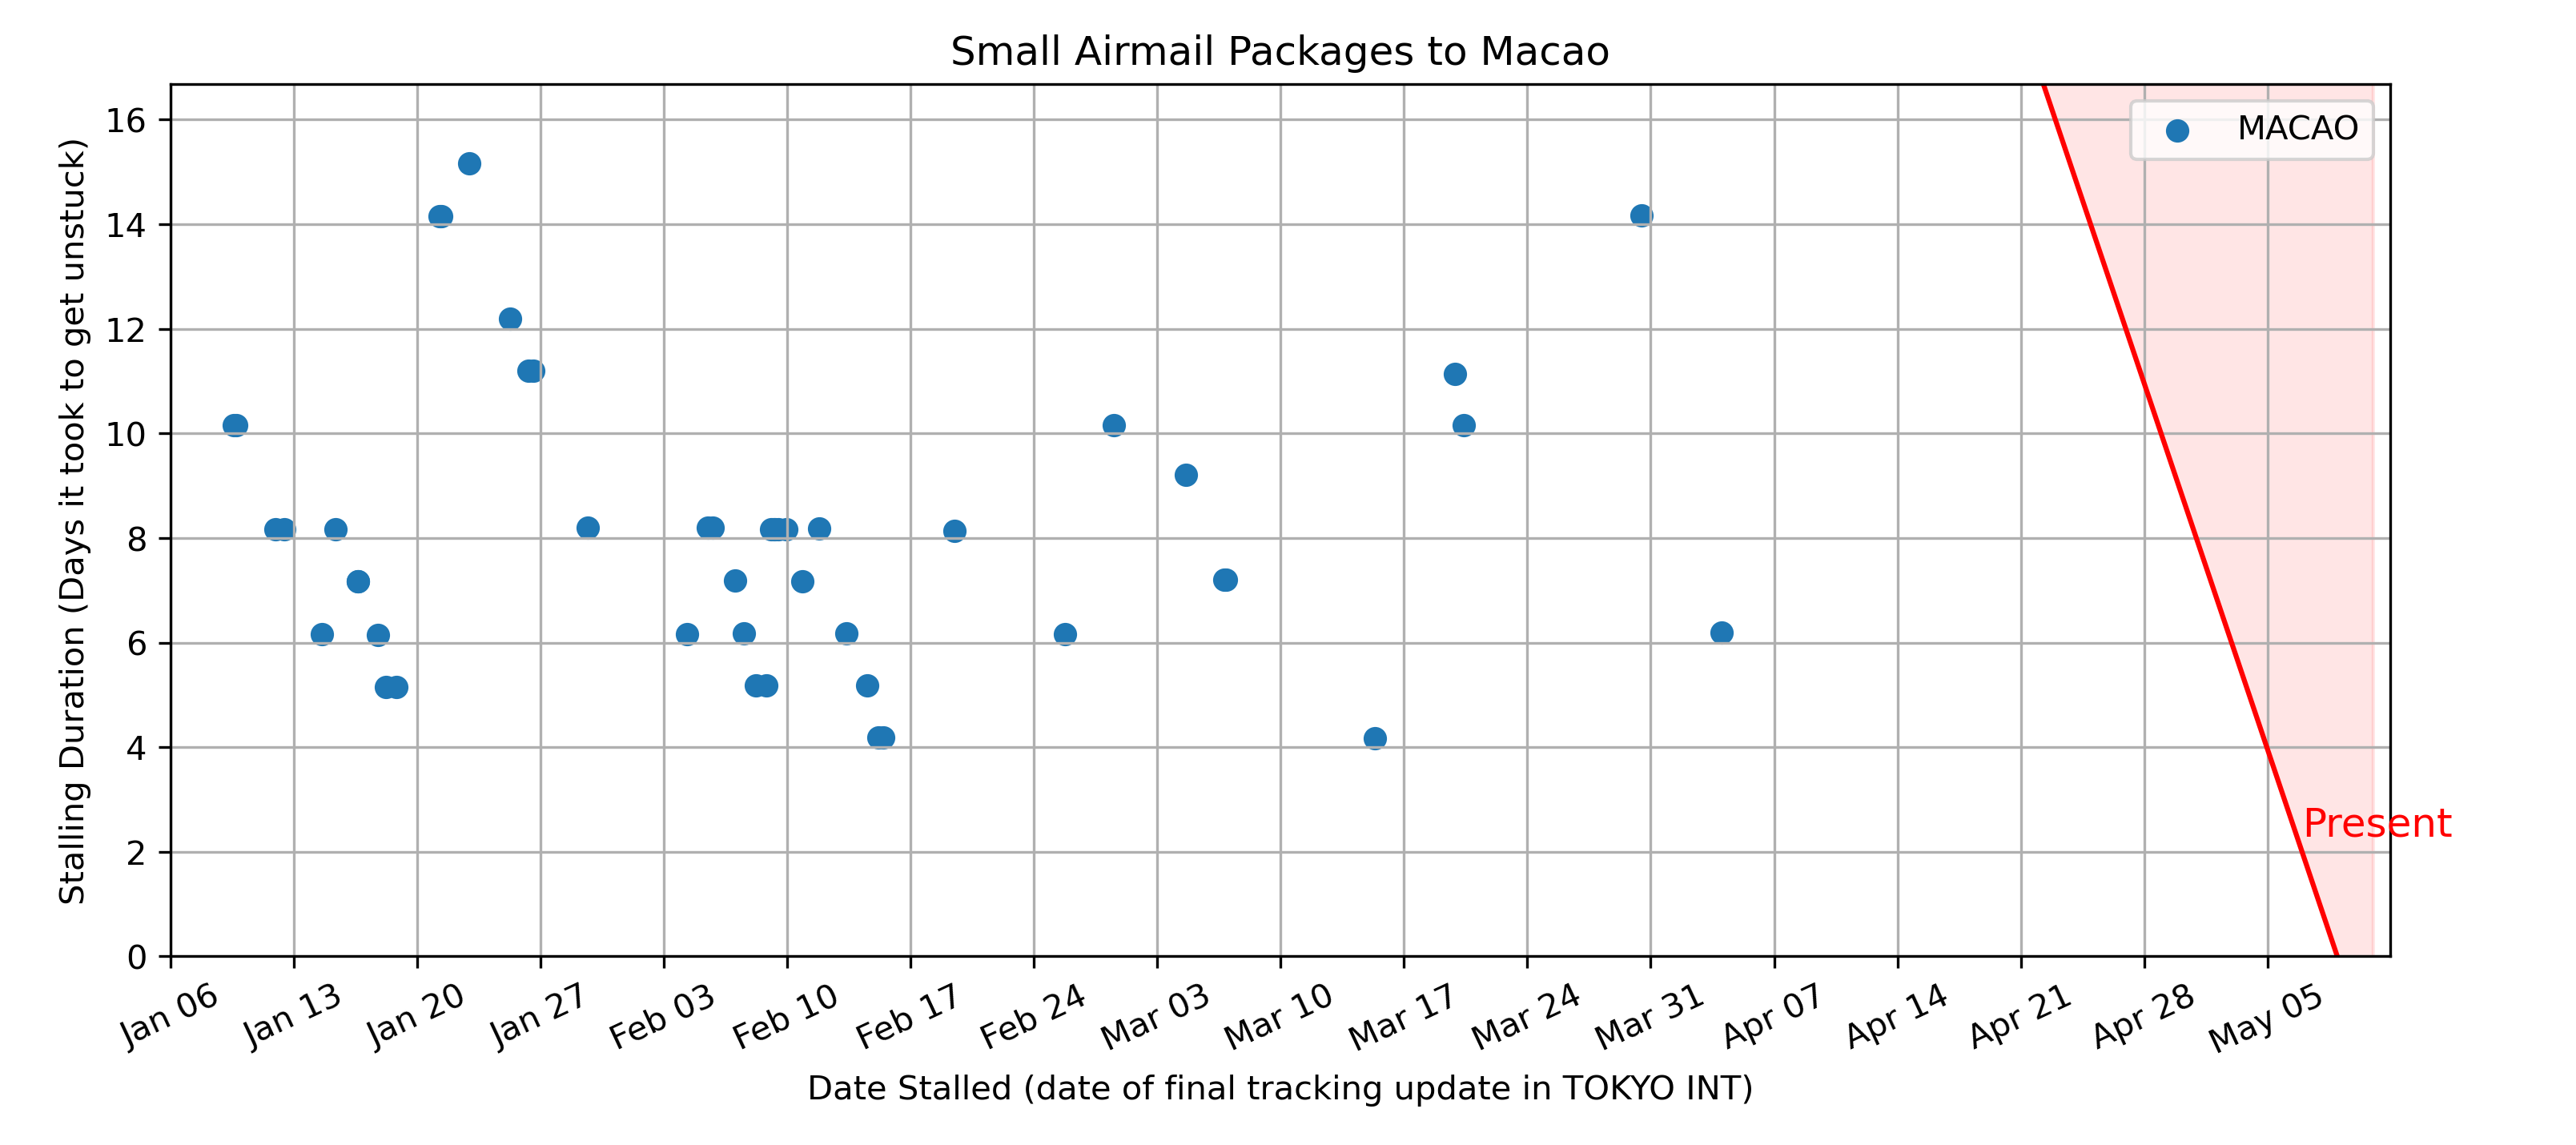 Small Airmail Packages to Macao
Stalling Duration (Days it took to get unstuck)
16
14
12
10
8
6
4
2
0
MACAO
Present
Jan 06
Jan 13
Jan 20
Jan 27
Feb 03
Feb 10
Feb 17
Feb 24
Mar 03
Mar 10
Mar 17
Mar 24
Mar 31
Apr 07
Apr 14
Apr 21
Apr 28
May 05
Date Stalled (date of final tracking update in TOKYO INT)